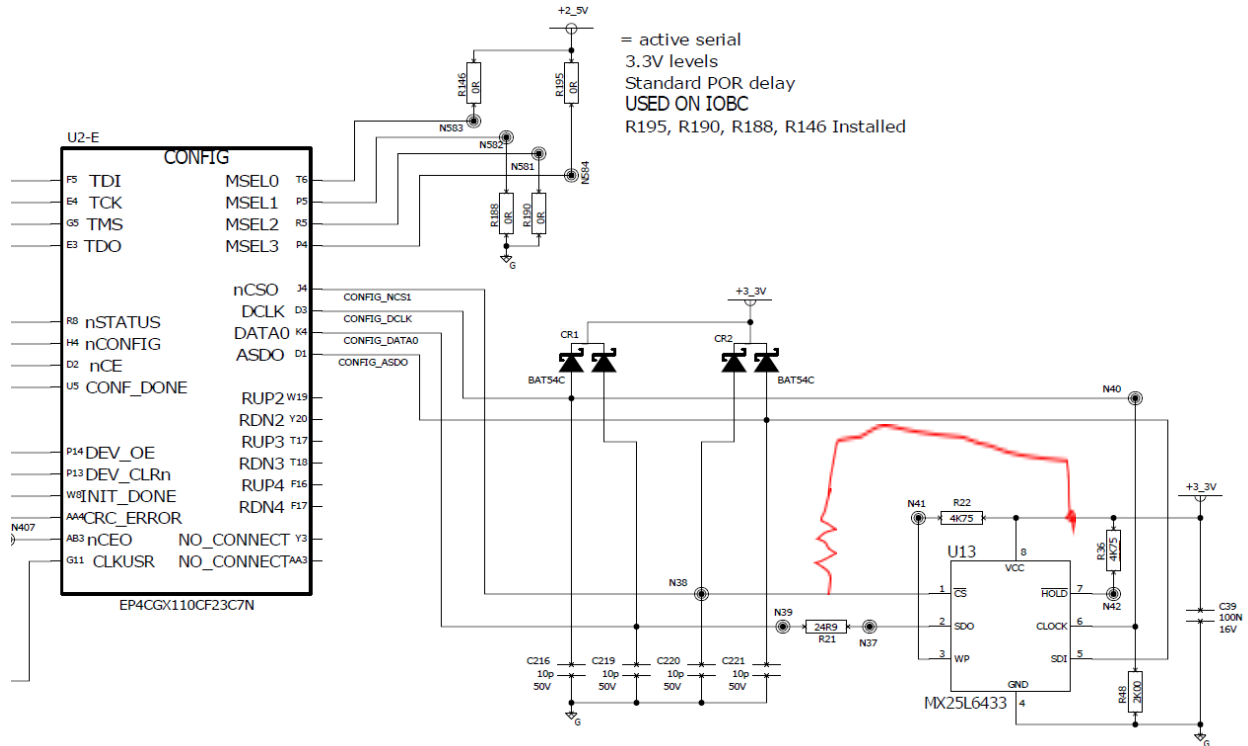 +2_5V
= active serial
3.3V levels
Standard POR delay
USED ON IOBC
R195, R190, R188, R146 Installed
R146 0R
R195 0R
N583
N582
N581
N584
R188 0R
R190 0R
G
U2-E
CONFIG
F5 TDI
E4 TCK
G5 TMS
E3 TDO
MSEL0 T6
MSEL1 P5
MSEL2 R5
MSEL3 P4
nCSO J4 CONFIG_NCS1
DCLK D3 CONFIG_DCLK
DATA0 K4 CONFIG_DATA0
ASDO D1 CONFIG_ASDO
R8 nSTATUS
H4 nCONFIG
D2 nCE
U5 CONF_DONE
RUP2 W19
RDN2 Y20
RUP3 T17
RDN3 T18
RUP4 F16
RDN4 F17
P14 DEV_OE
P13 DEV_CLRn
W8 INIT_DONE
AA4 CRC_ERROR
N407
AB3 nCEO
G11 CLKUSR
NO_CONNECT Y3
NO_CONNECT AA3
EP4CGX110CF23C7N
+3_3V
CR1
BAT54C
CR2
BAT54C
N40
N38
N39
24R9
R21
N37
C216
10p
50V
C219
10p
50V
C220
10p
50V
C221
10p
50V
G
N41
R22
4K75
+3_3V
R36
4K75
N42
U13
8
VCC
1 CS
2 SDO
3 WP
HOLD 7
CLOCK 6
SDI 5
GND
4
MX25L6433
R48
2K00
C39
100N
16V
G